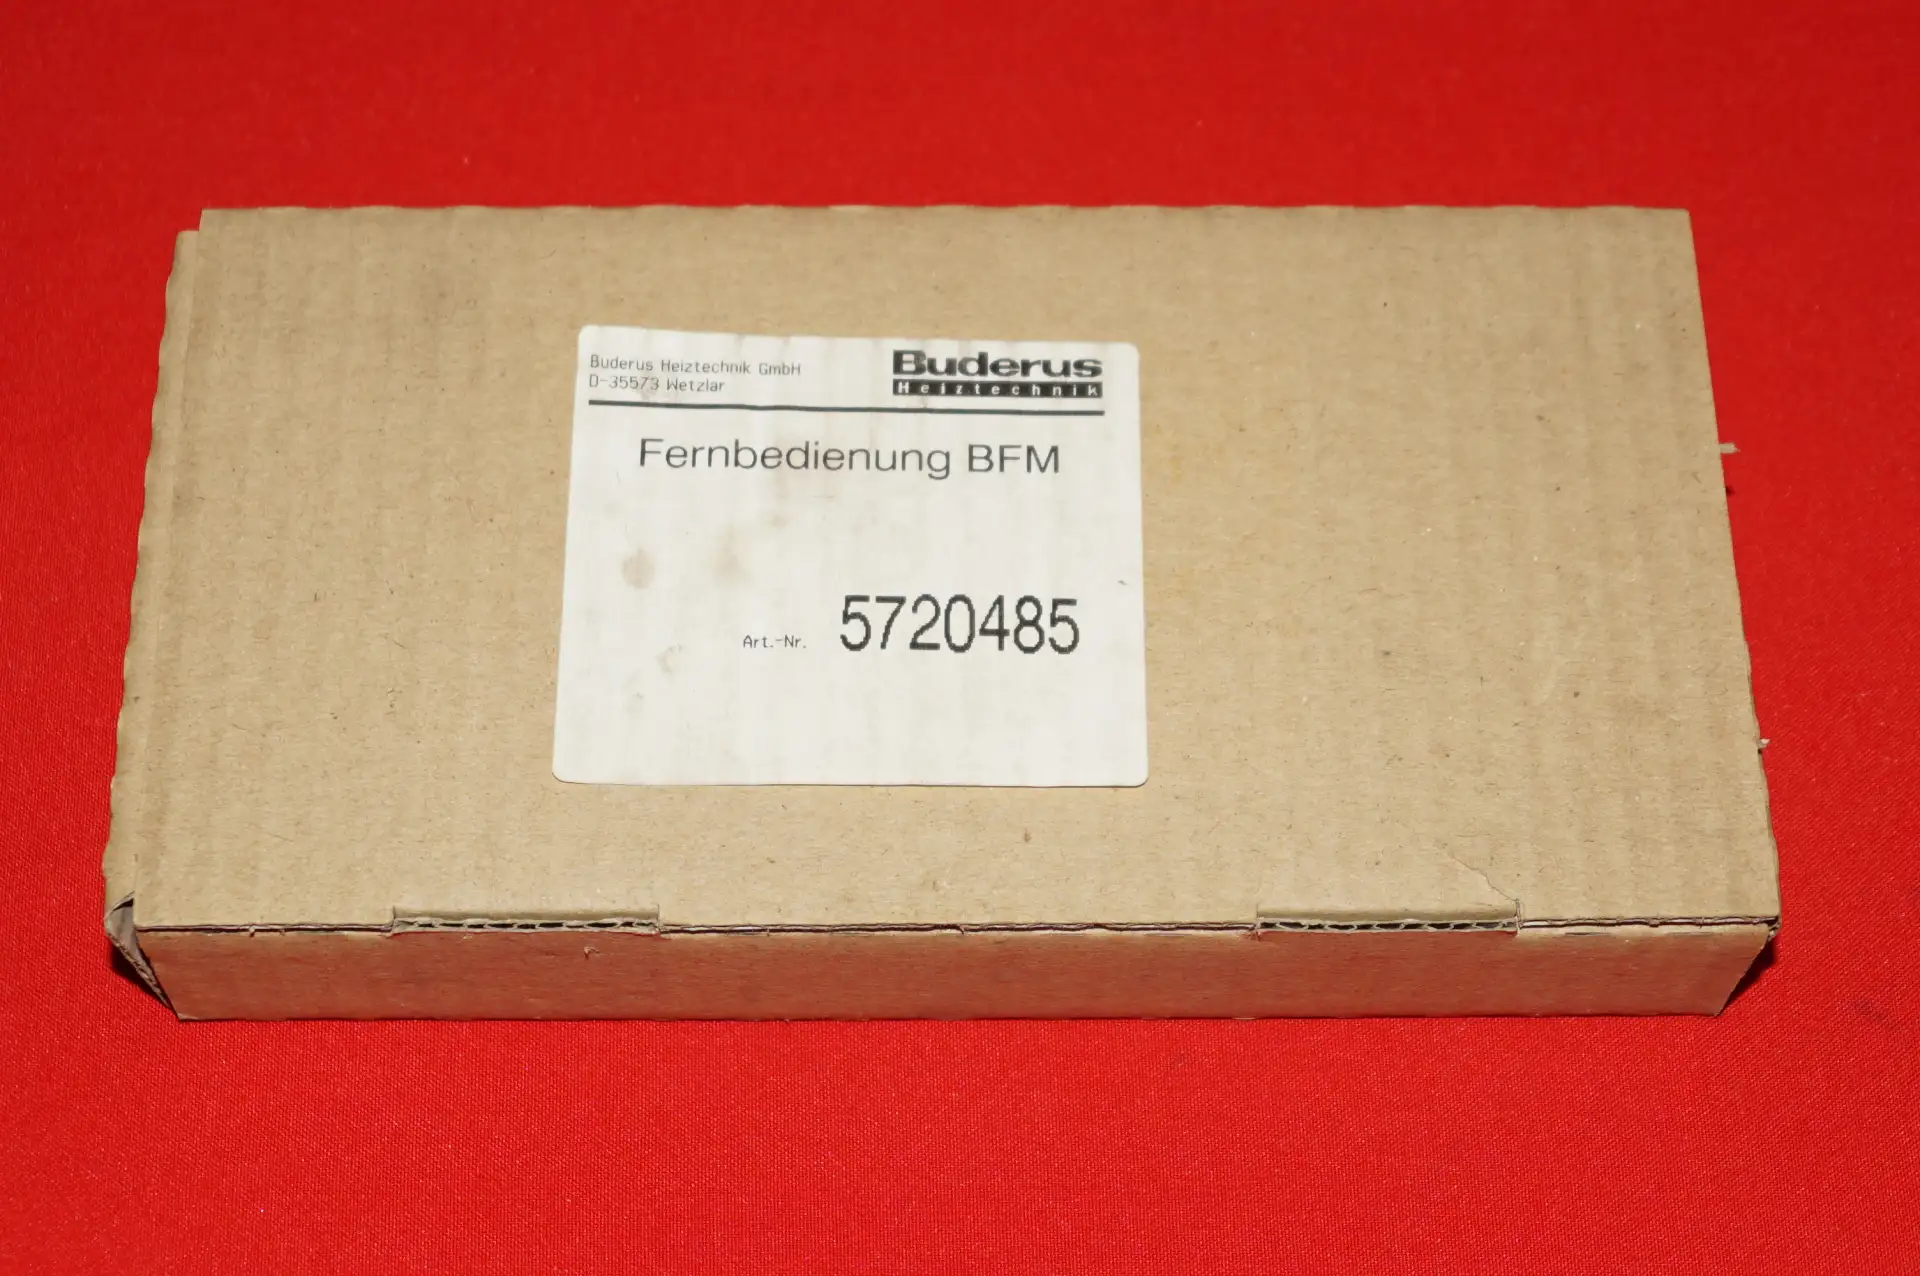 Buderus Heiztechnik GmbH
D-35573 Wetzlar
Buderus
Heiztechnik
Fernbedienung BFM
Art.-Nr. 5720485